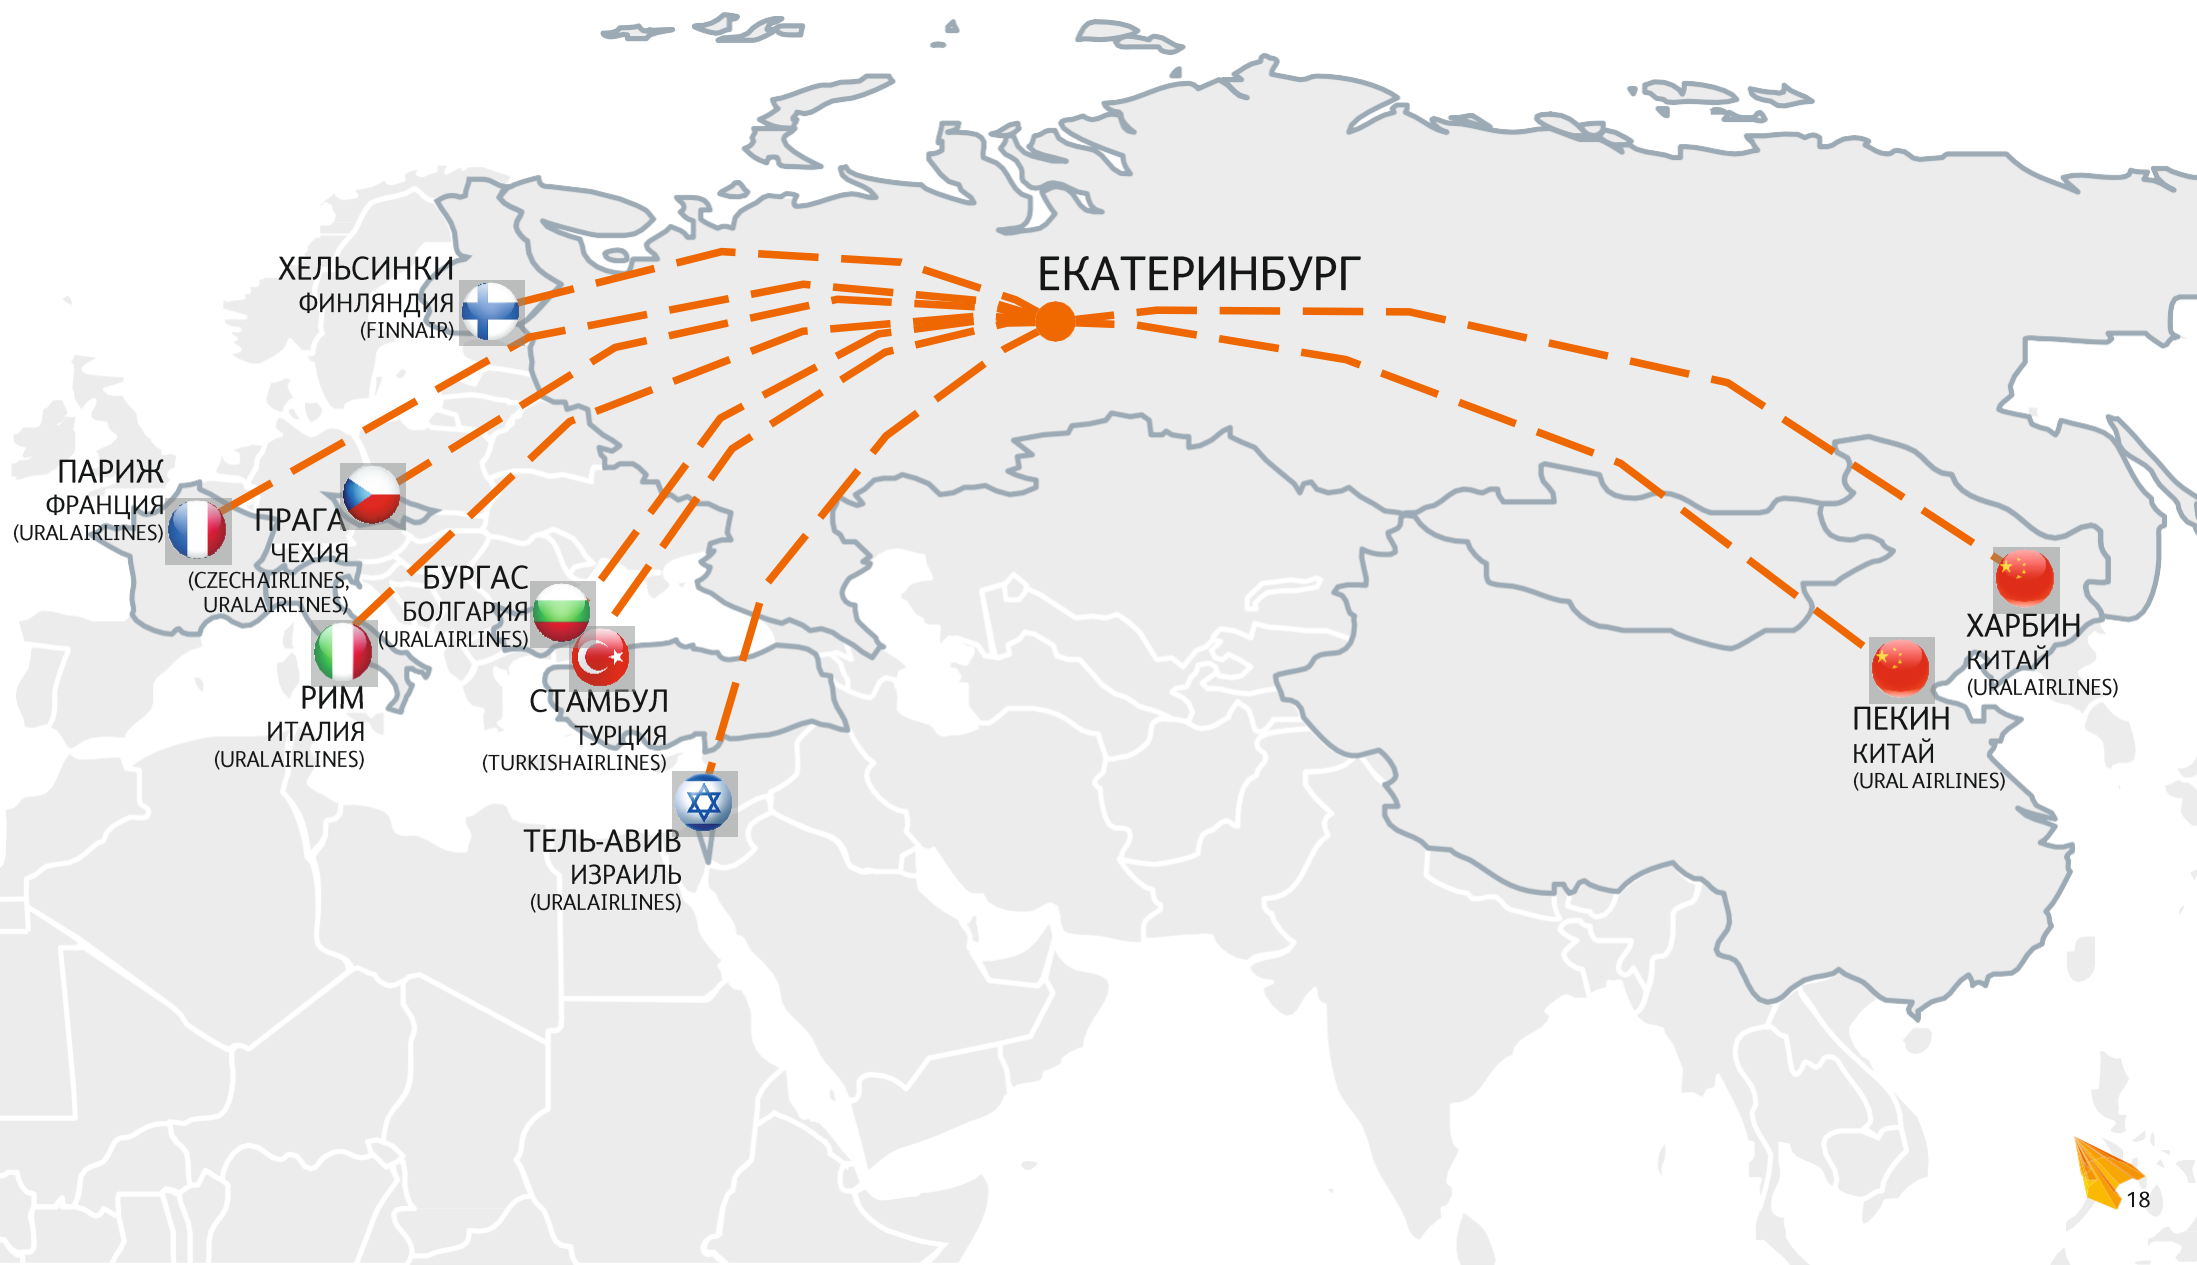 ЕКАТЕРИНБУРГ
ХЕЛЬСИНКИ
ФИНЛЯНДИЯ
(FINNAIR)
ПАРИЖ
ФРАНЦИЯ
(URALAIRLINES)
ПРАГА
ЧЕХИЯ
(CZECHAIRLINES,
URALAIRLINES)
БУРГАС
БОЛГАРИЯ
(URALAIRLINES)
РИМ
ИТАЛИЯ
(URALAIRLINES)
СТАМБУЛ
ТУРЦИЯ
(TURKISHAIRLINES)
ТЕЛЬ-АВИВ
ИЗРАИЛЬ
(URALAIRLINES)
ХАРБИН
КИТАЙ
(URALAIRLINES)
ПЕКИН
КИТАЙ
(URAL AIRLINES)
18